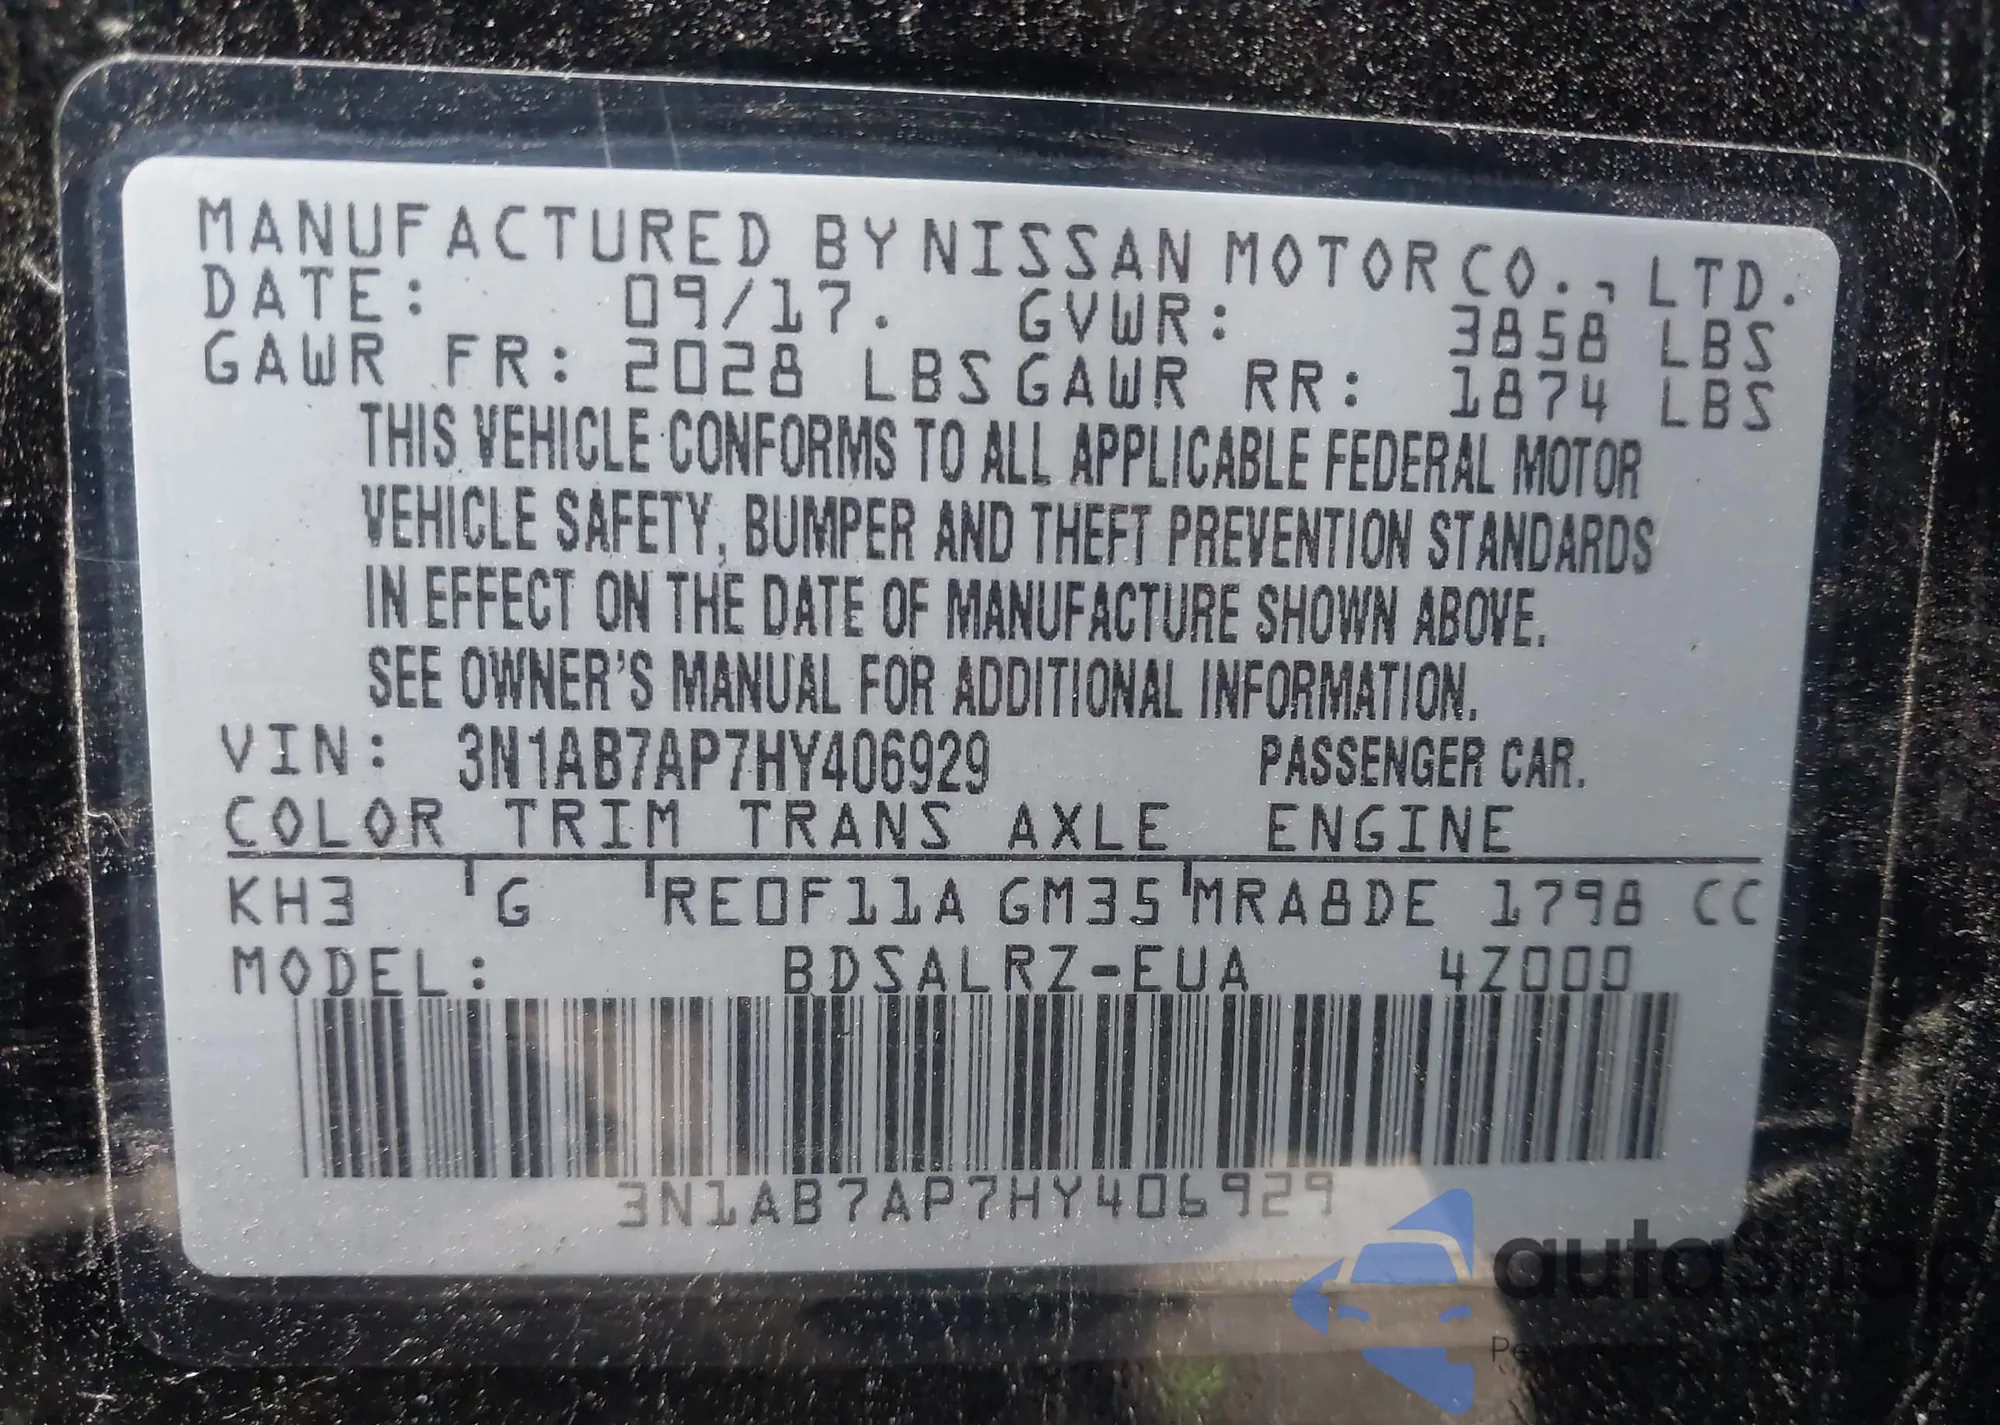 MANUFACTURED BY NISSAN MOTOR CO., LTD.
DATE: 09/17. GVWR: 3858 LBS
GAWR FR: 2028 LBS GAWR RR: 1874 LBS
THIS VEHICLE CONFORMS TO ALL APPLICABLE FEDERAL MOTOR
VEHICLE SAFETY, BUMPER AND THEFT PREVENTION STANDARDS
IN EFFECT ON THE DATE OF MANUFACTURE SHOWN ABOVE.
SEE OWNER'S MANUAL FOR ADDITIONAL INFORMATION.
VIN: 3N1AB7AP7HY406929 PASSENGER CAR.
COLOR TRIM TRANS AXLE ENGINE
KH3 G RE0F11A GM35 MRA8DE 1798 CC
MODEL: BDSALRZ-EUA 4Z000
3N1AB7AP7HY406929
autasnap